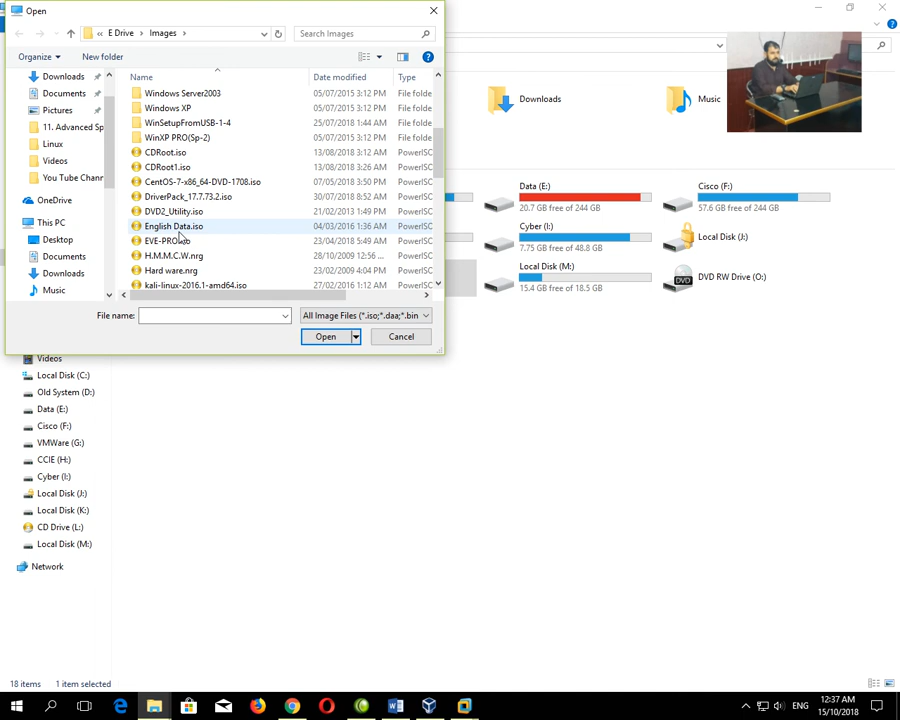 Open
« E Drive > Images >
Search Images
Organize
New folder
Name
Date modified
Type
Downloads
Documents
Pictures
11. Advanced Sp
Linux
Videos
You Tube Chann
OneDrive
This PC
Desktop
Documents
Downloads
Music
Windows Server2003 05/07/2015 3:12 PM File folde
Windows XP 05/07/2015 3:12 PM File folde
WinSetupFromUSB-1-4 25/07/2018 1:44 AM File folde
WinXP PRO(Sp-2) 05/07/2015 3:12 PM File folde
CDRoot.iso 13/08/2018 3:12 AM PowerISC
CDRoot1.iso 13/08/2018 3:26 AM PowerISC
CentOS-7-x86_64-DVD-1708.iso 07/05/2018 3:50 PM PowerISC
DriverPack_17.7.73.2.iso 30/07/2018 8:52 AM PowerISC
DVD2_Utility.iso 21/02/2013 1:49 PM PowerISC
English Data.iso 04/03/2016 1:36 AM PowerISC
EVE-PRO.iso 23/04/2018 5:49 AM PowerISC
H.M.M.C.W.nrg 28/10/2009 12:56 ... PowerISC
Hard ware.nrg 23/02/2009 4:04 PM PowerISC
kali-linux-2016.1-amd64.iso 27/02/2016 1:12 AM PowerISC
File name:
All Image Files (*.iso;*.daa;*.bin
Open
Cancel
Downloads
Music
Data (E:)
20.7 GB free of 244 GB
Cisco (F:)
57.6 GB free of 244 GB
Cyber (I:)
7.75 GB free of 48.8 GB
Local Disk (J:)
Local Disk (M:)
15.4 GB free of 18.5 GB
DVD RW Drive (O:)
DVD
Videos
Local Disk (C:)
Old System (D:)
Data (E:)
Cisco (F:)
VMWare (G:)
CCIE (H:)
Cyber (I:)
Local Disk (J:)
Local Disk (K:)
CD Drive (L:)
Local Disk (M:)
Network
18 items 1 item selected
ENG
12:37 AM
15/10/2018